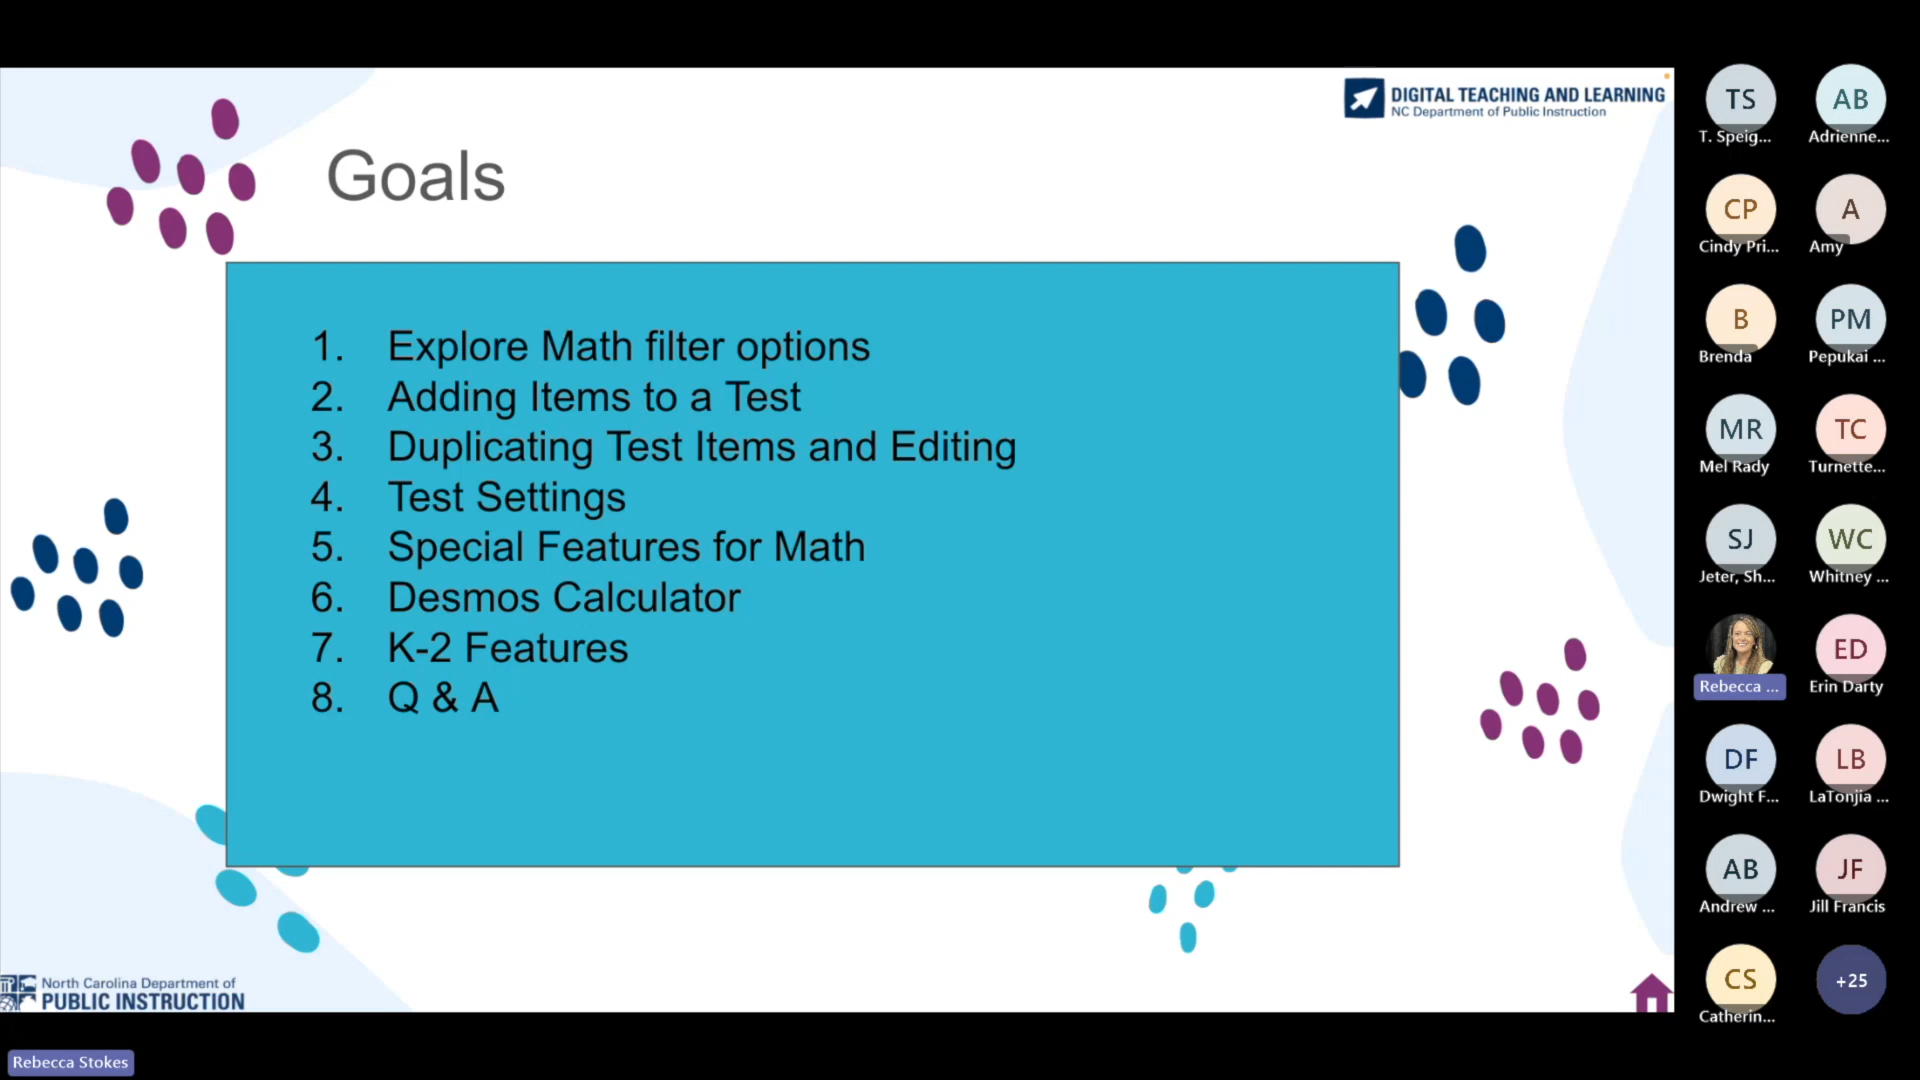 DIGITAL TEACHING AND LEARNING
NC Department of Public Instruction
Goals
1. Explore Math filter options
2. Adding Items to a Test
3. Duplicating Test Items and Editing
4. Test Settings
5. Special Features for Math
6. Desmos Calculator
7. K-2 Features
8. Q & A
North Carolina Department of
PUBLIC INSTRUCTION
Rebecca Stokes
TS
T. Speig...
AB
Adrienne...
CP
Cindy Pri...
A
Amy
B
Brenda
PM
Pepukai ...
MR
Mel Rady
TC
Turnette...
SJ
Jeter, Sh...
WC
Whitney ...
Rebecca ...
ED
Erin Darty
DF
Dwight F...
LB
LaTonjia ...
AB
Andrew ...
JF
Jill Francis
CS
Catherin...
+25